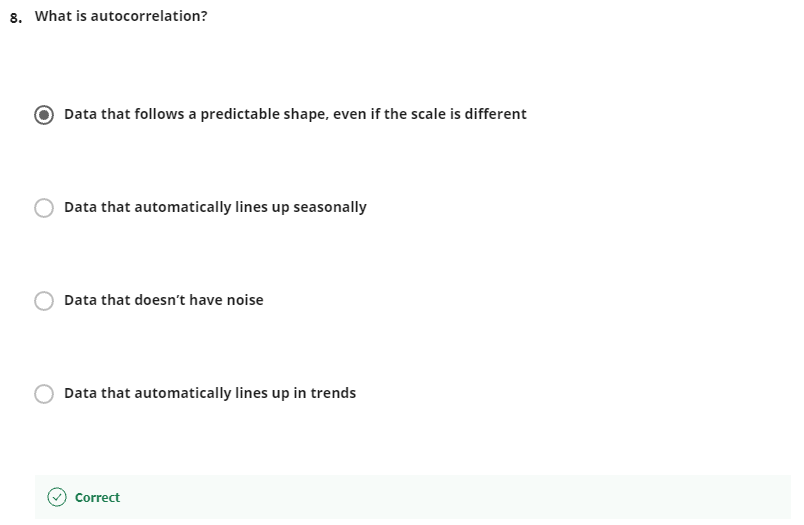 8. What is autocorrelation?
Data that follows a predictable shape, even if the scale is different
Data that automatically lines up seasonally
Data that doesn’t have noise
Data that automatically lines up in trends
Correct